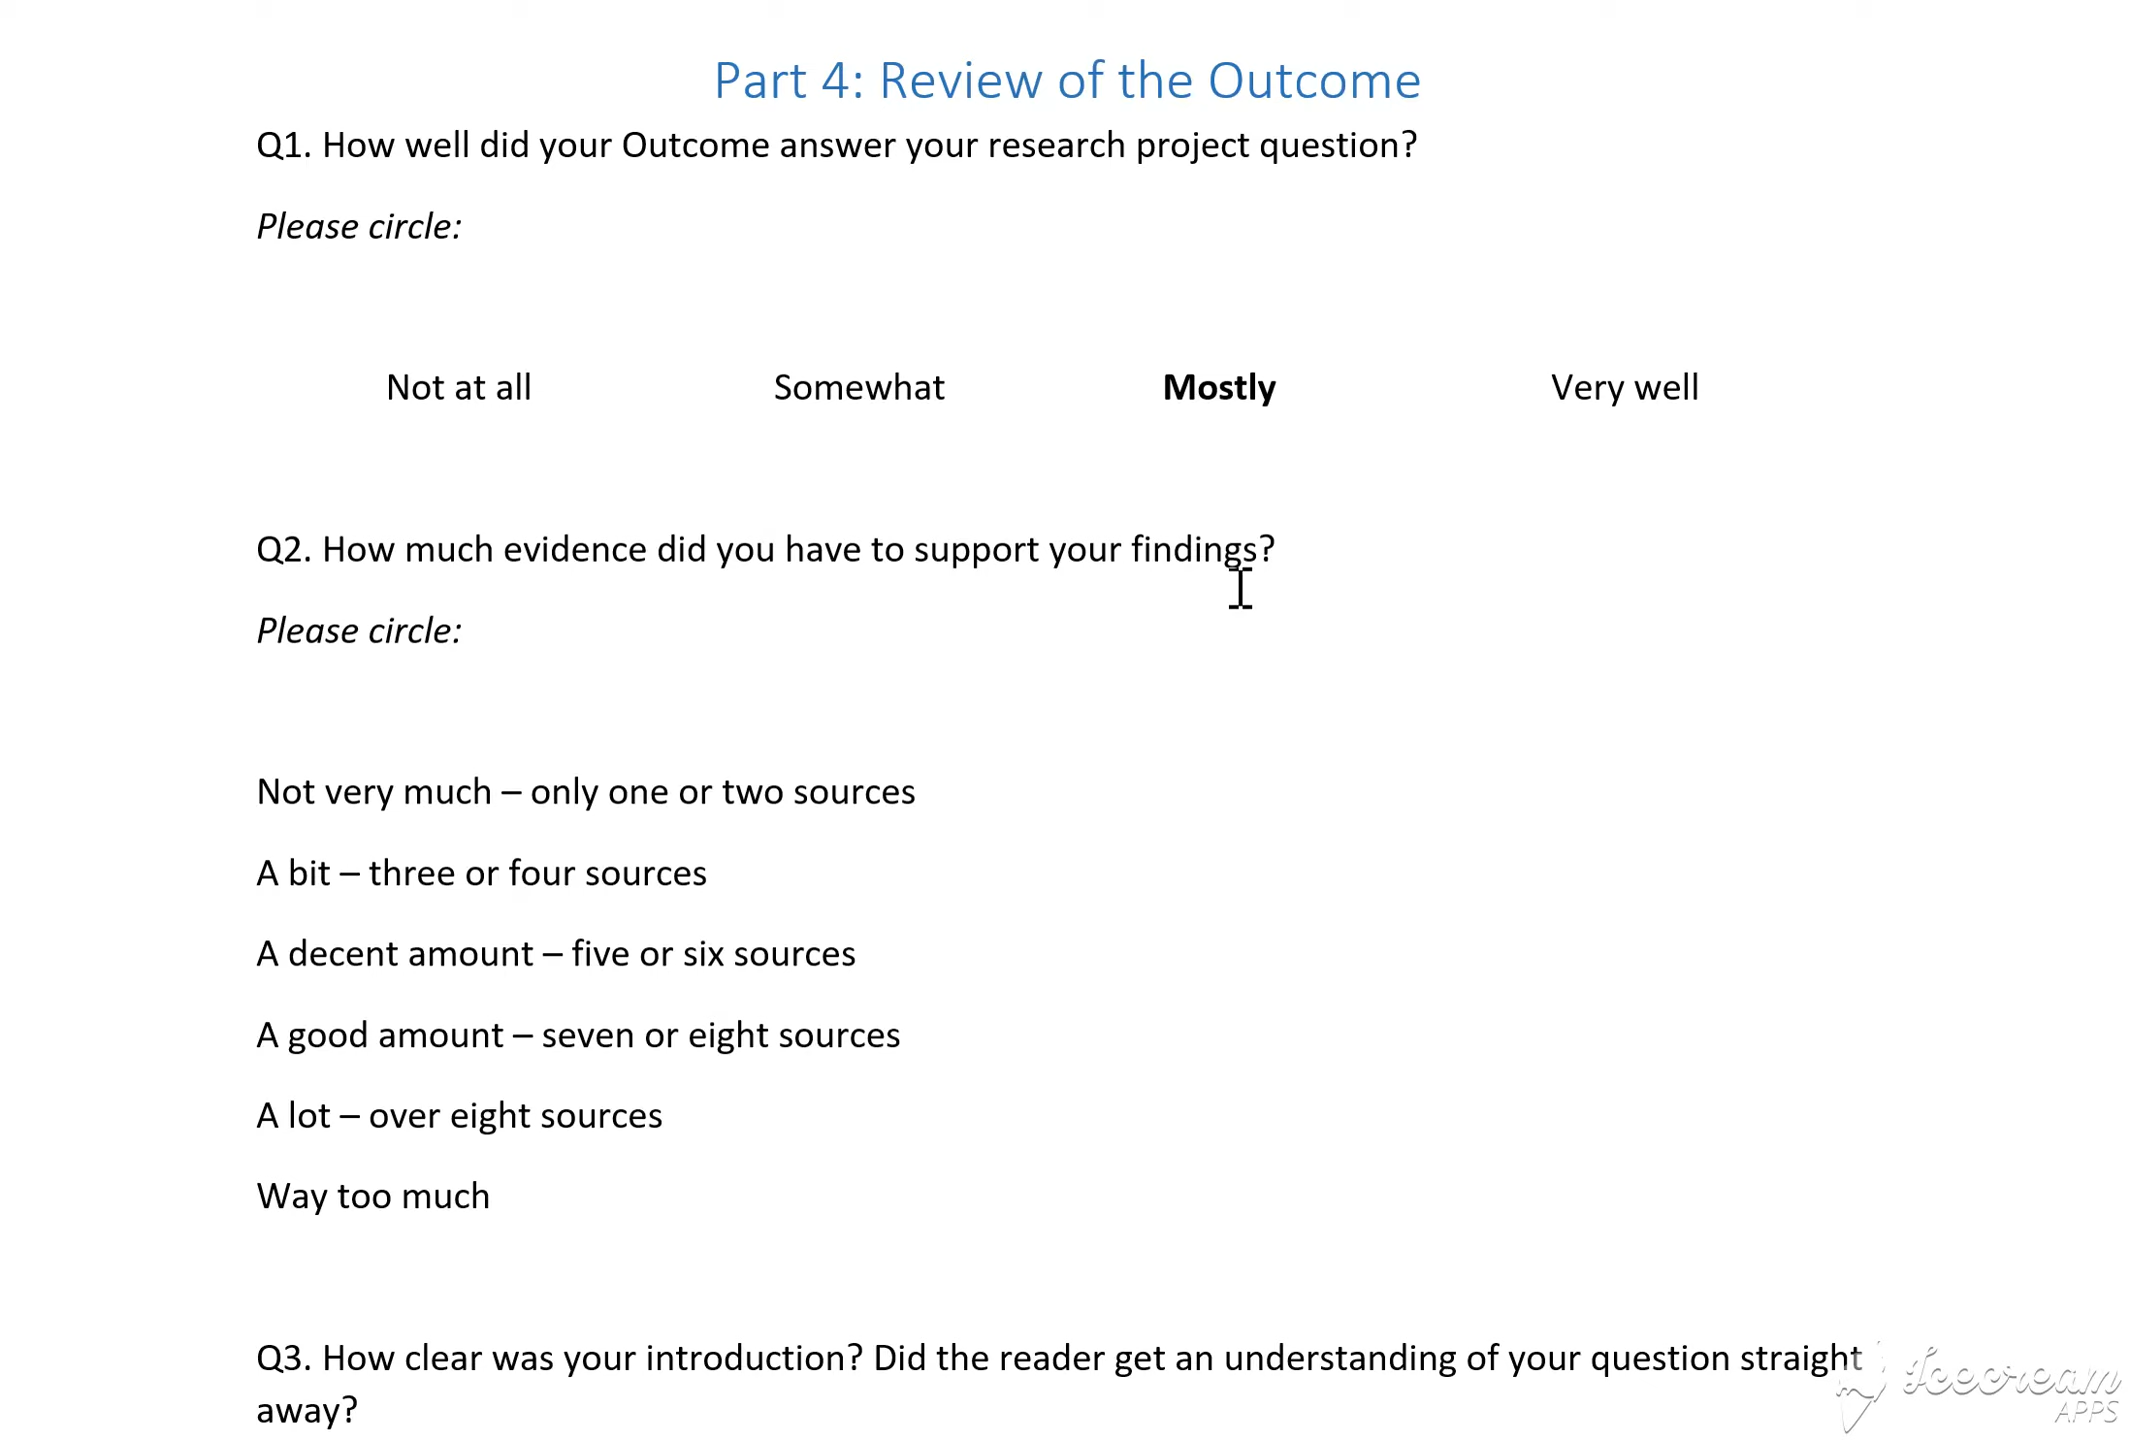 Part 4: Review of the Outcome
Q1. How well did your Outcome answer your research project question?
Please circle:
Not at all Somewhat Mostly Very well
Q2. How much evidence did you have to support your findings?
Please circle:
Not very much – only one or two sources
A bit – three or four sources
A decent amount – five or six sources
A good amount – seven or eight sources
A lot – over eight sources
Way too much
Q3. How clear was your introduction? Did the reader get an understanding of your question straight
away?
Icecream
APPS